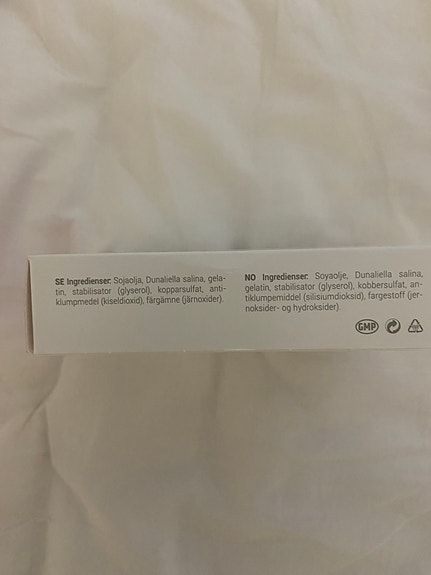 SE Ingredienser: Sojaolja, Dunaliella salina, gela-
tin, stabilisator (glyserol), kopparsulfat, anti-
klumpmedel (kiseldioxid), färgämne (järnoxider).
NO Ingredienser: Soyaolje, Dunaliella salina,
gelatin, stabilisator (glyserol), kobbersulfat, an-
tiklumpemiddel (silisiumdioksid), fargestoff (jer-
noksider- og hydroksider).
GMP